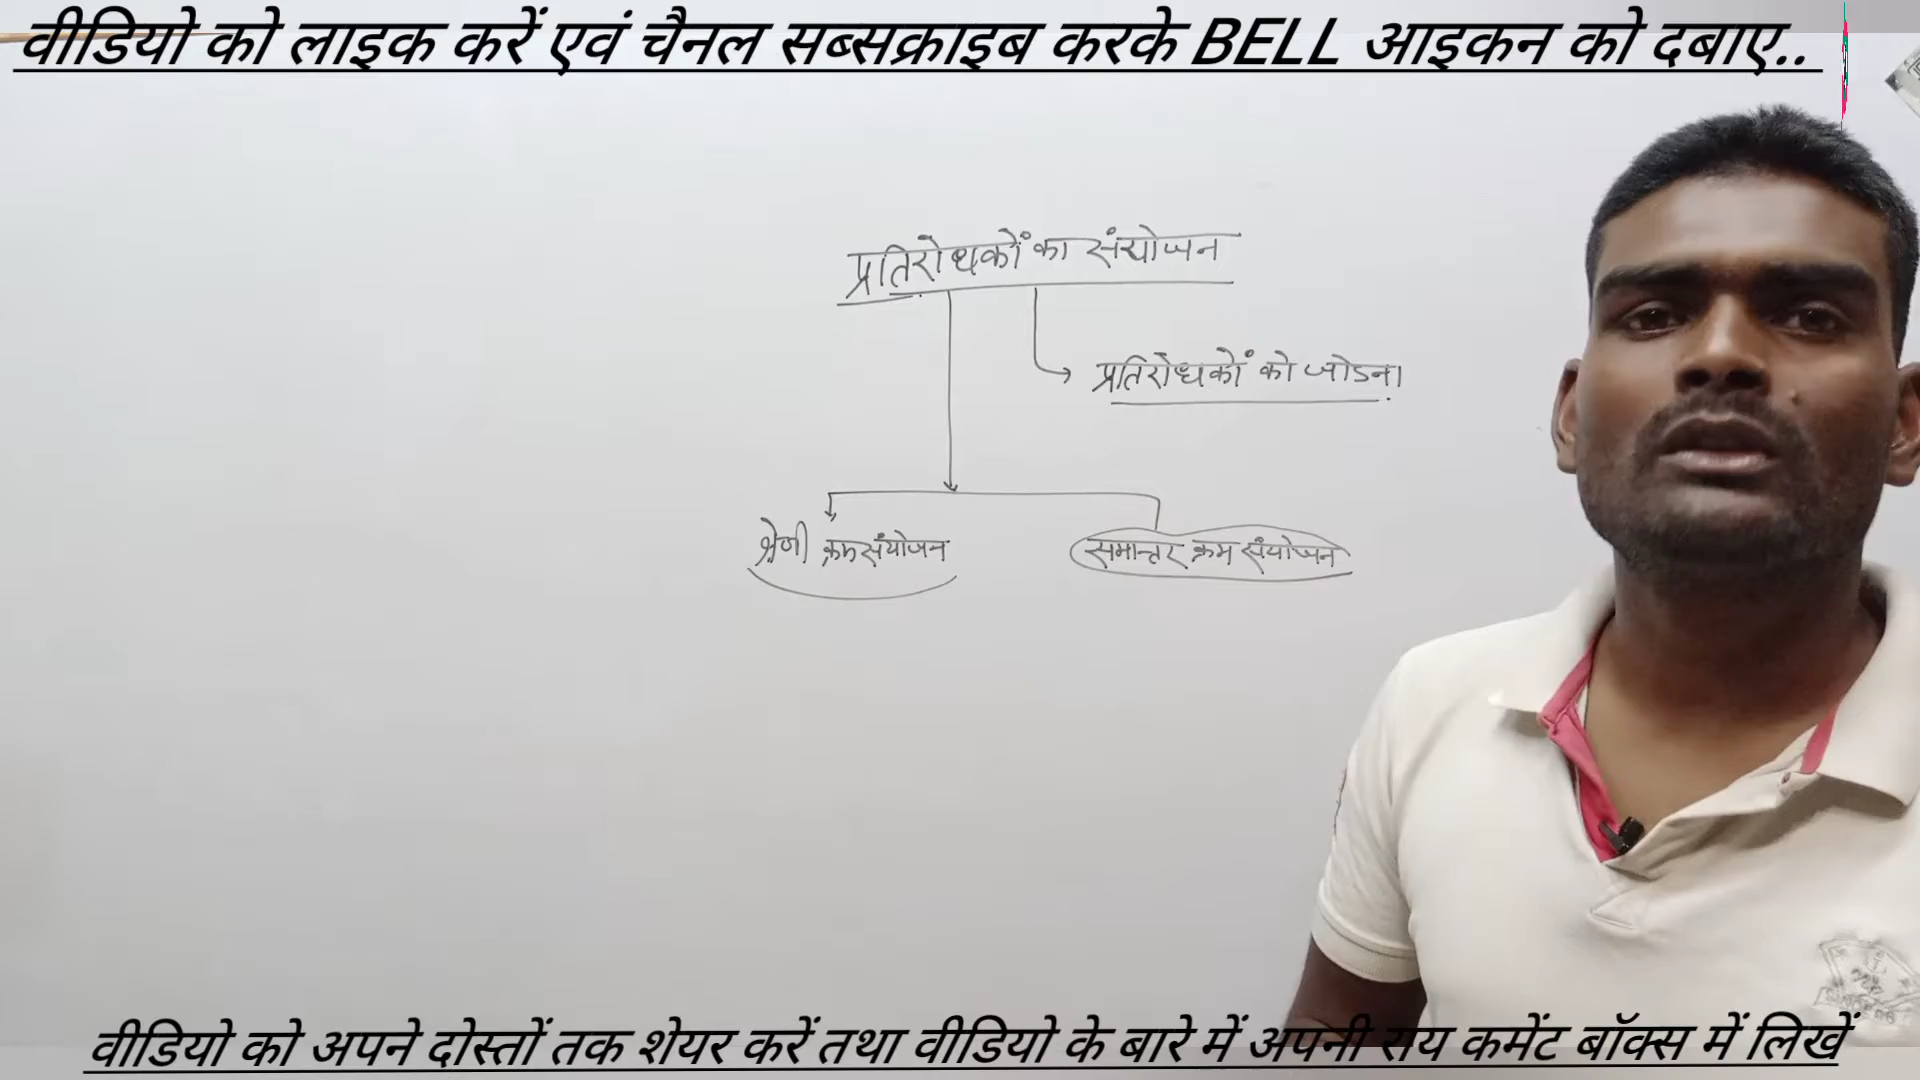 वीडियो को लाइक करें एवं चैनल सब्सक्राइब करके BELL आइकन को दबाए..
प्रतिरोधकों का संयोजन
प्रतिरोधकों को जोडना
श्रेणी क्रम संयोजन
समान्तर क्रम संयोजन
वीडियो को अपने दोस्तों तक शेयर करें तथा वीडियो के बारे में अपनी राय कमेंट बॉक्स में लिखें